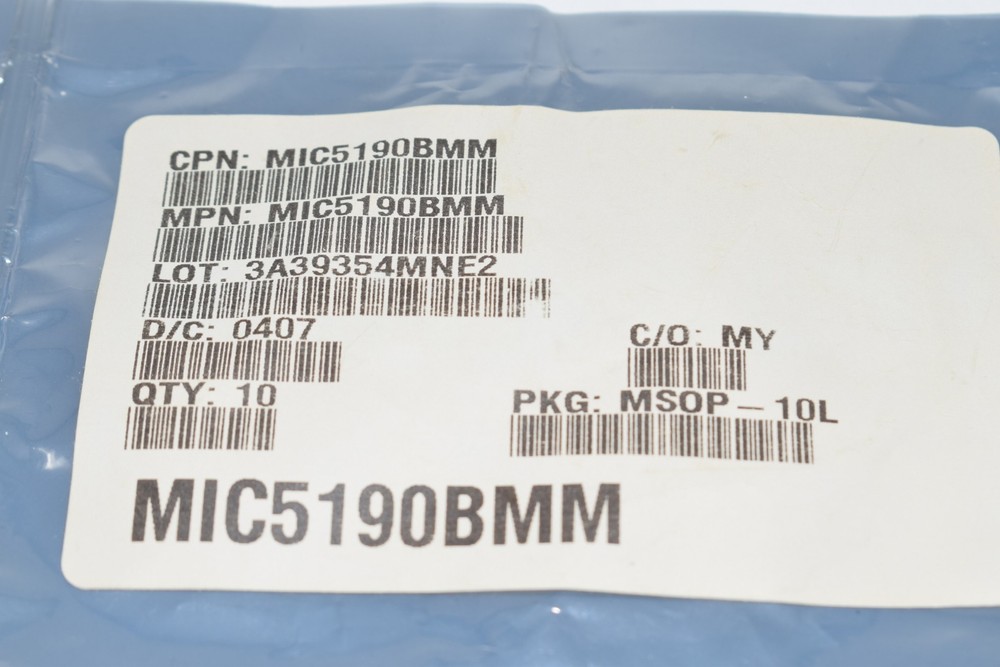 CPN: MIC5190BMM
MPN: MIC5190BMM
LOT: 3A39354MNE2
D/C: 0407
C/O: MY
QTY: 10
PKG: MSOP-10L
MIC5190BMM